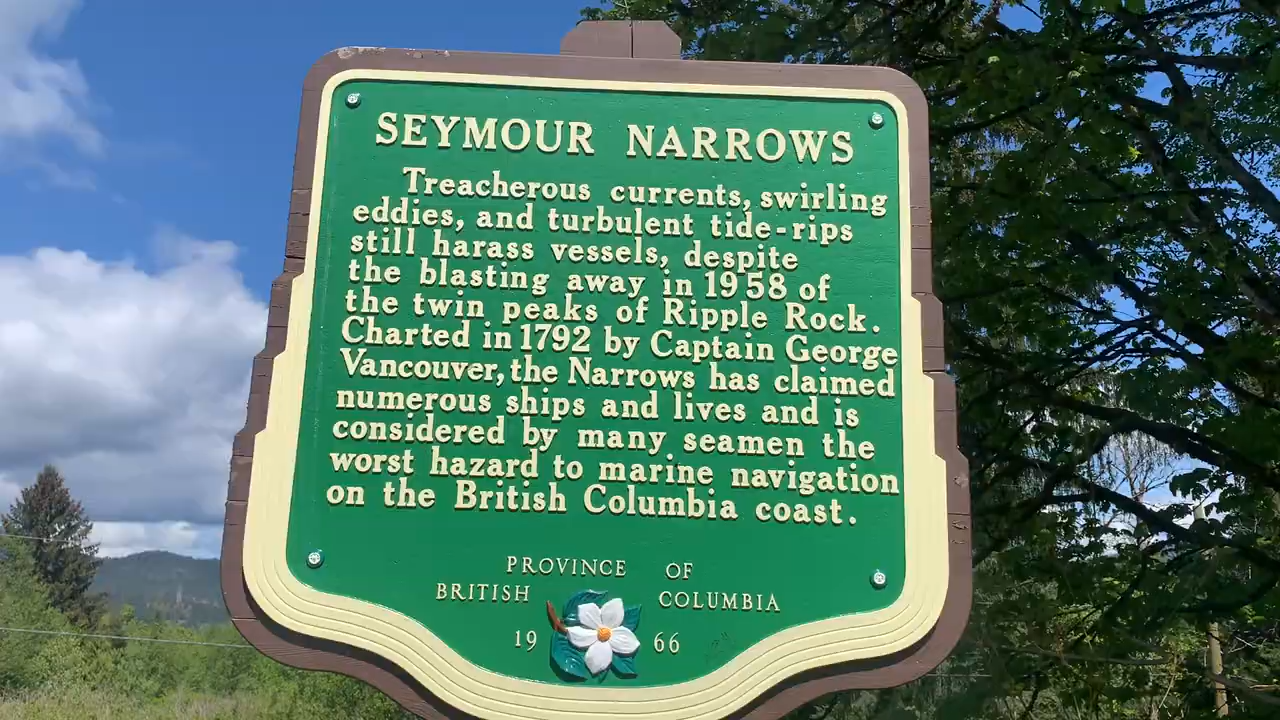 SEYMOUR NARROWS
Treacherous currents, swirling
eddies, and turbulent tide-rips
still harass vessels, despite
the blasting away in 1958 of
the twin peaks of Ripple Rock.
Charted in 1792 by Captain George
Vancouver, the Narrows has claimed
numerous ships and lives and is
considered by many seamen the
worst hazard to marine navigation
on the British Columbia coast.
PROVINCE OF
BRITISH COLUMBIA
19 66